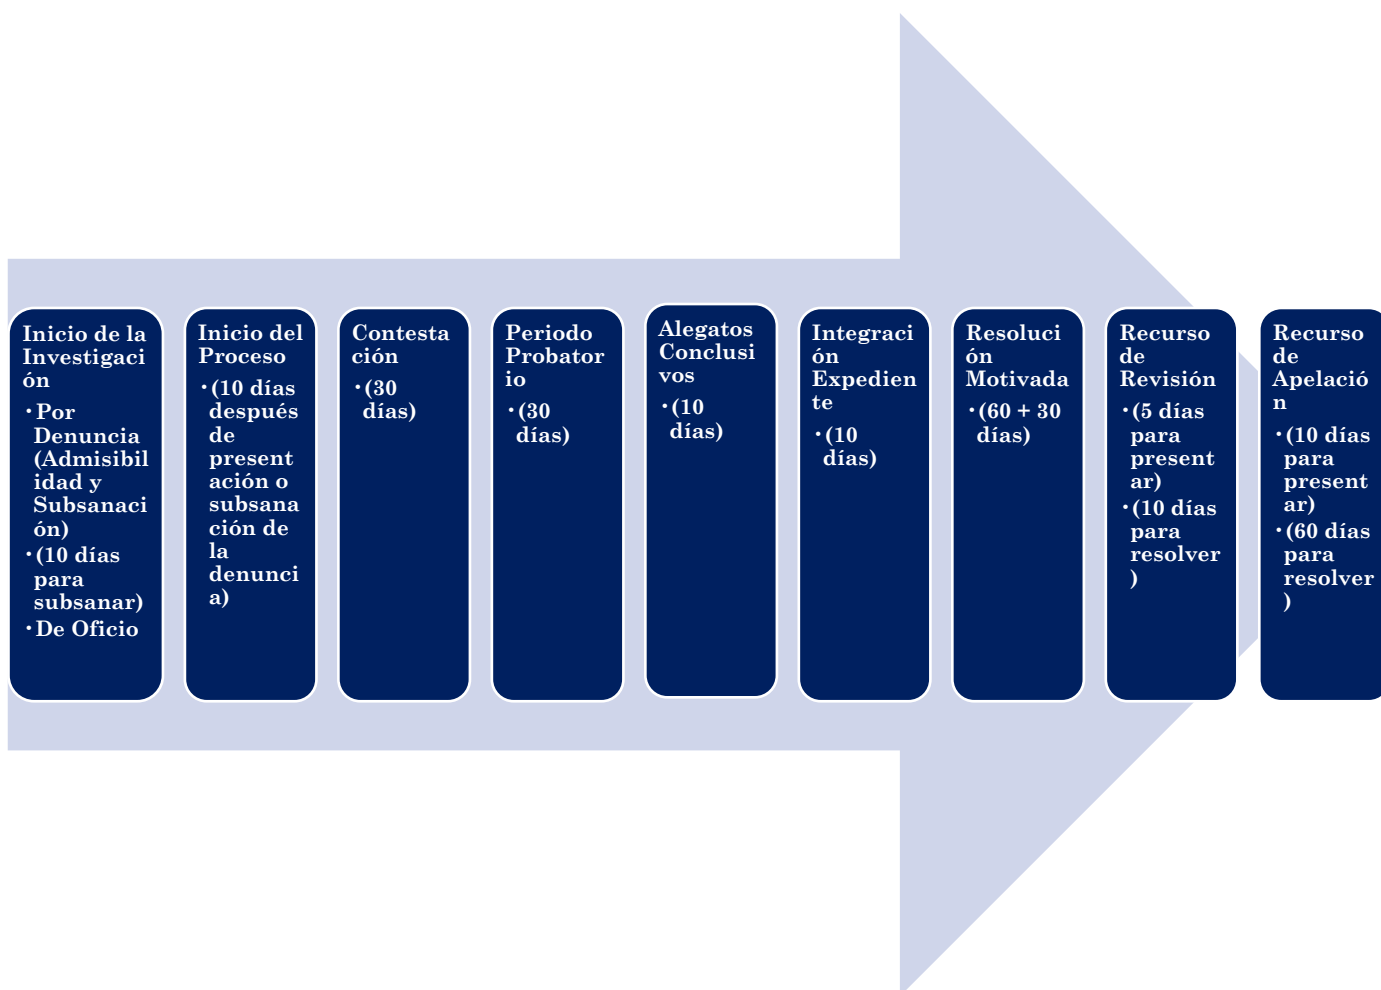 Inicio de la
Investigaci
ón
·Por
Denuncia
(Admisibil
idad y
Subsanaci
ón)
·(10 días
para
subsanar)
·De Oficio
Inicio del
Proceso
·(10 días
después
de
present
ación o
subsana
ción de
la
denunci
a)
Contesta
ción
·(30
días)
Periodo
Probator
io
·(30
días)
Alegatos
Conclusi
vos
·(10
días)
Integraci
ón
Expedien
te
·(10
días)
Resoluci
ón
Motivada
·(60 + 30
días)
Recurso
de
Revisión
·(5 días
para
present
ar)
·(10 días
para
resolver
)
Recurso
de
Apelació
n
·(10 días
para
present
ar)
·(60 días
para
resolver
)